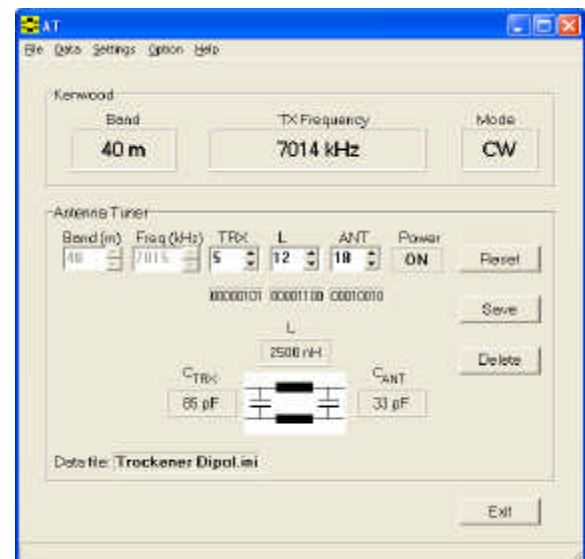 AT
File Data Settings Option Help
Kenwood
Band TX Frequency Mode
40 m 7014 kHz CW
Antenna Tuner
Band (m) Freq (kHz) TRX L ANT Power
40 7015 5 12 18 ON Reset
00000101 00001100 00010010
Save
L
2500 nH
Delete
CTRX CANT
85 pF 33 pF
Data file: Trockener Dipol.ini
Exit